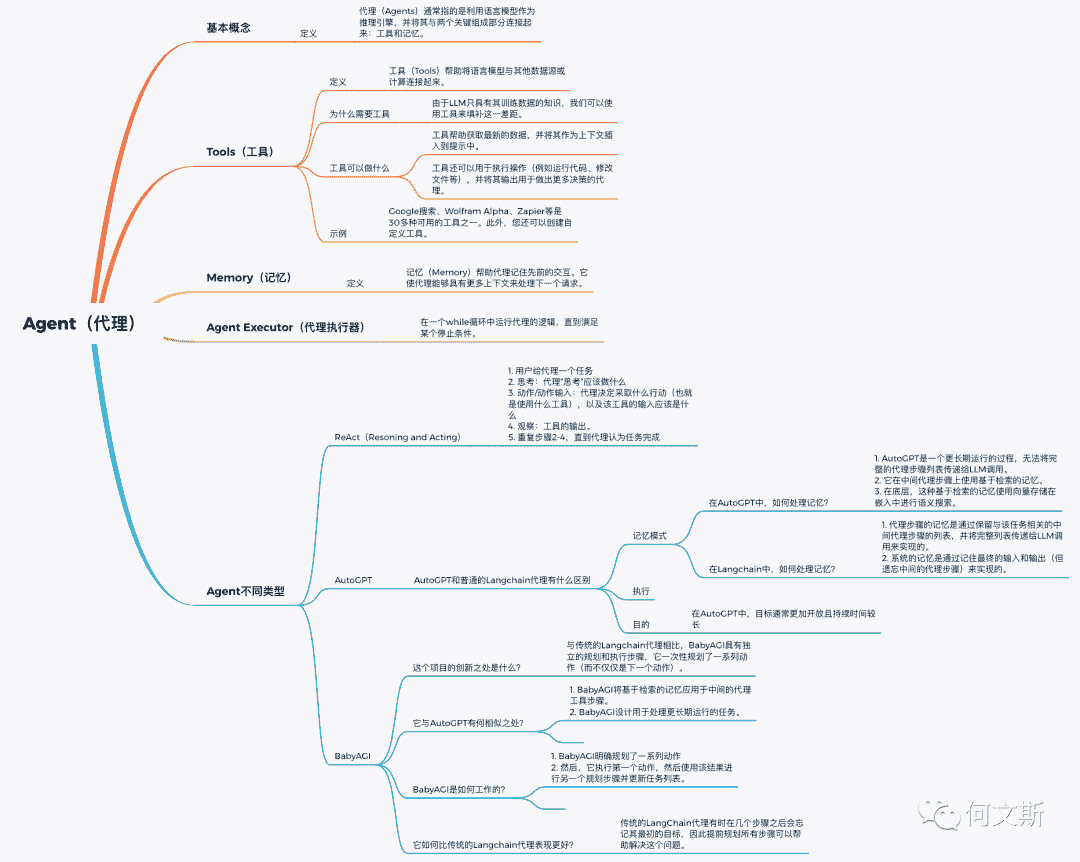 基本概念
定义
代理（Agents）通常指的是利用语言模型作为
推理引擎，并将其与两个关键组成部分连接起
来：工具和记忆。
Tools（工具）
定义
工具（Tools）帮助将语言模型与其他数据源或
计算连接起来。
为什么需要工具
由于LLM只具有其训练数据的知识，我们可以使
用工具来填补这一差距。
工具可以做什么
工具帮助获取最新的数据，并将其作为上下文插
入到提示中。
工具还可以用于执行操作（例如运行代码、修改
文件等），并将其输出用于做出更多决策的代
理。
示例
Google搜索、Wolfram Alpha、Zapier等是
30多种可用的工具之一。此外，您还可以创建自
定义工具。
Memory（记忆）
定义
记忆（Memory）帮助代理记住先前的交互。它
使代理能够具有更多上下文来处理下一个请求。
Agent（代理）
Agent Executor（代理执行器）
在一个while循环中运行代理的逻辑，直到满足
某个停止条件。
Agent不同类型
ReAct（Resoning and Acting）
1. 用户给代理一个任务
2. 思考：代理“思考”应该做什么
3. 动作/动作输入：代理决定采取什么行动（也就
是使用什么工具），以及该工具的输入应该是什
么
4. 观察：工具的输出。
5. 重复步骤2-4，直到代理认为任务完成
AutoGPT
AutoGPT和普通的Langchain代理有什么区别
记忆模式
在AutoGPT中，如何处理记忆？
1. AutoGPT是一个更长期运行的过程，无法将完
整的代理步骤列表传递给LLM调用。
2. 它在中间代理步骤上使用基于检索的记忆。
3. 在底层，这种基于检索的记忆使用向量存储在
嵌入中进行语义搜索。
在Langchain中，如何处理记忆？
1. 代理步骤的记忆是通过保留与该任务相关的中
间代理步骤的列表，并将完整列表传递给LLM调
用来实现的。
2. 系统的记忆是通过记住最终的输入和输出（但
遗忘中间的代理步骤）来实现的。
执行
目的
在AutoGPT中，目标通常更加开放且持续时间较
长
BabyAGI
这个项目的创新之处是什么？
与传统的Langchain代理相比，BabyAGI具有独
立的规划和执行步骤，它一次性规划了一系列动
作（而不仅仅是下一个动作）。
它与AutoGPT有何相似之处？
1. BabyAGI将基于检索的记忆应用于中间的代理
工具步骤。
2. BabyAGI设计用于处理更长期运行的任务。
BabyAGI是如何工作的？
1. BabyAGI明确规划了一系列动作
2. 然后，它执行第一个动作，然后使用该结果进
行另一个规划步骤并更新任务列表。
它如何比传统的Langchain代理表现更好？
传统的LangChain代理有时在几个步骤之后会忘
记其最初的目标，因此提前规划所有步骤可以帮
助解决这个问题。
何文斯